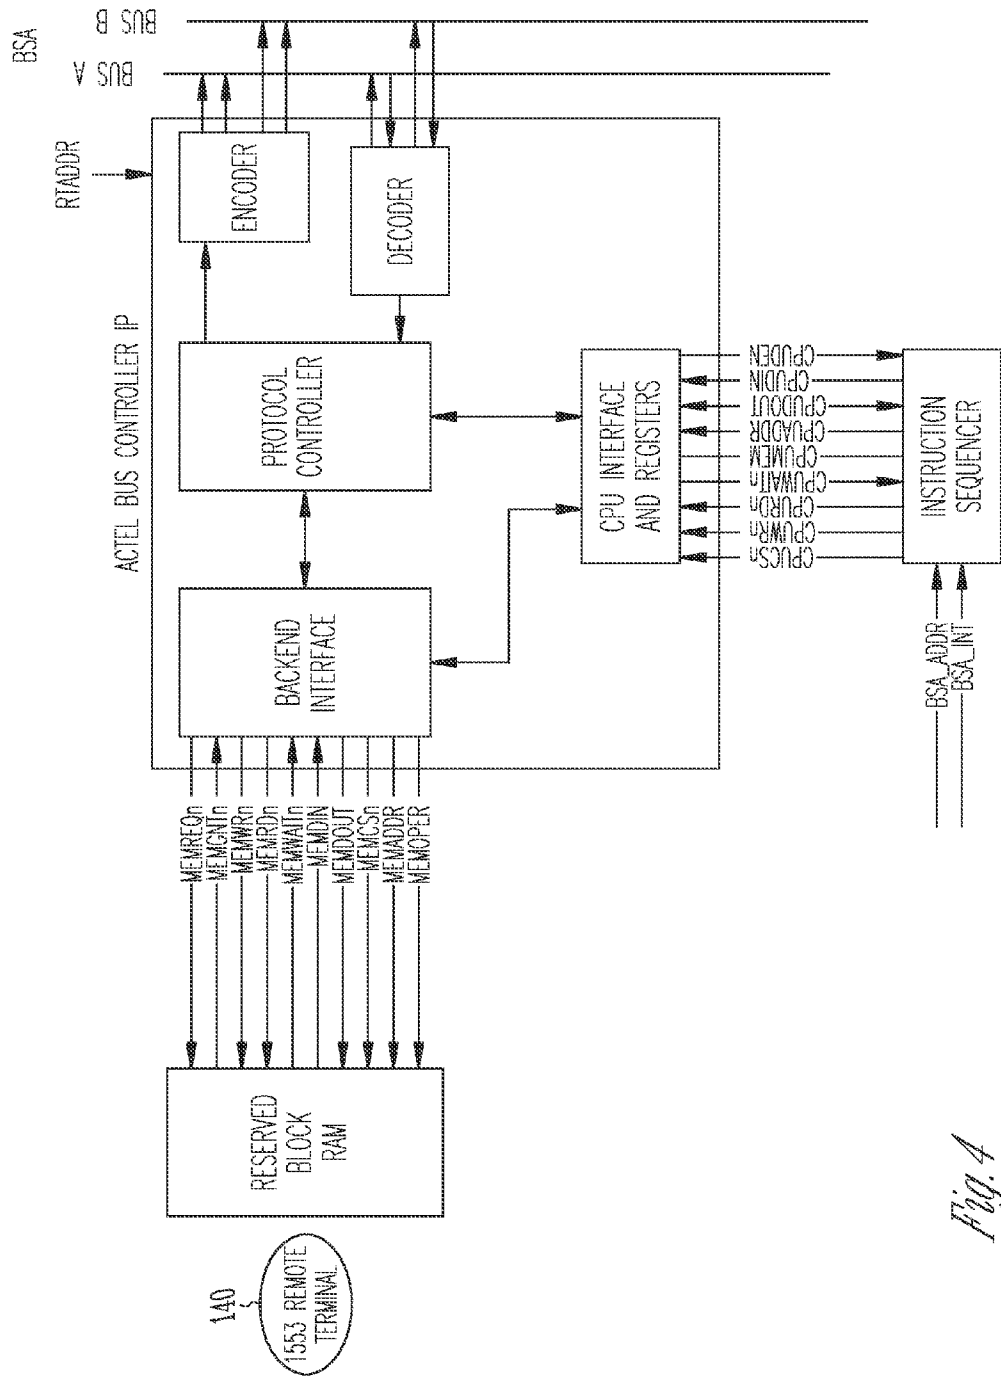 140
1553 REMOTE
TERMINAL
RESERVED
BLOCK
RAM
MEMREQn
MEMGNTn
MEMWRn
MEMRDn
MEMWAITn
MEMDIN
MEMDOUT
MEMCSn
MEMADDR
MEMOPER
ACTEL BUS CONTROLLER IP
BACKEND
INTERFACE
PROTOCOL
CONTROLLER
ENCODER
DECODER
RTADDR
BSA
BUS A
BUS B
CPU INTERFACE
AND REGISTERS
CPUCSn
CPUWRn
CPURDn
CPUWAITn
CPUMEM
CPUADDR
CPUDOUT
CPUDIN
CPUDEN
BSA_ADDR
BSA_INT
INSTRUCTION
SEQUENCER
Fig. 4